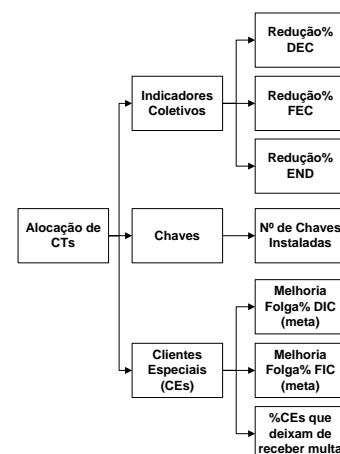 Redução%
DEC
Indicadores
Coletivos
Redução%
FEC
Redução%
END
Alocação de
CTs
Chaves
Nº de Chaves
Instaladas
Melhoria
Folga% DIC
(meta)
Clientes
Especiais
(CEs)
Melhoria
Folga% FIC
(meta)
%CEs que
deixam de
receber multa